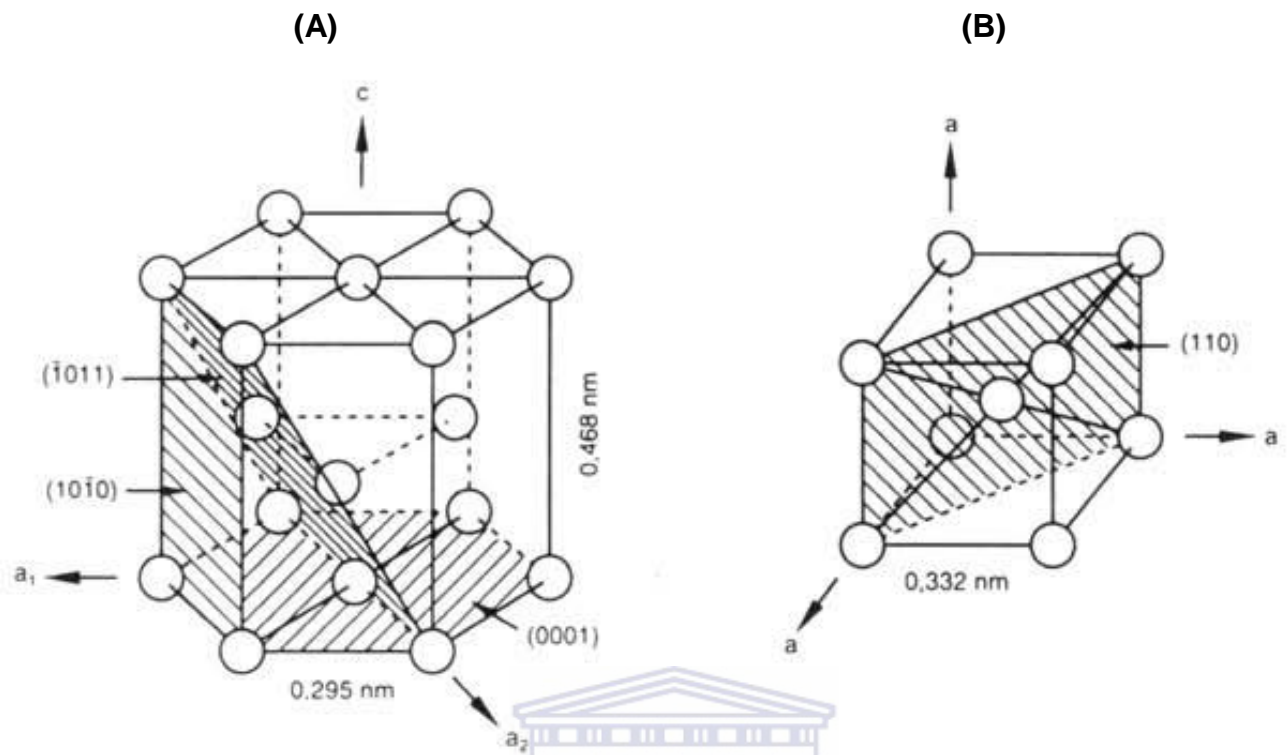 (A)
(B)
c
a
(1̄011)
(101̄0)
0,468 nm
(110)
a
a₁
(0001)
0,332 nm
a
0,295 nm
a₂